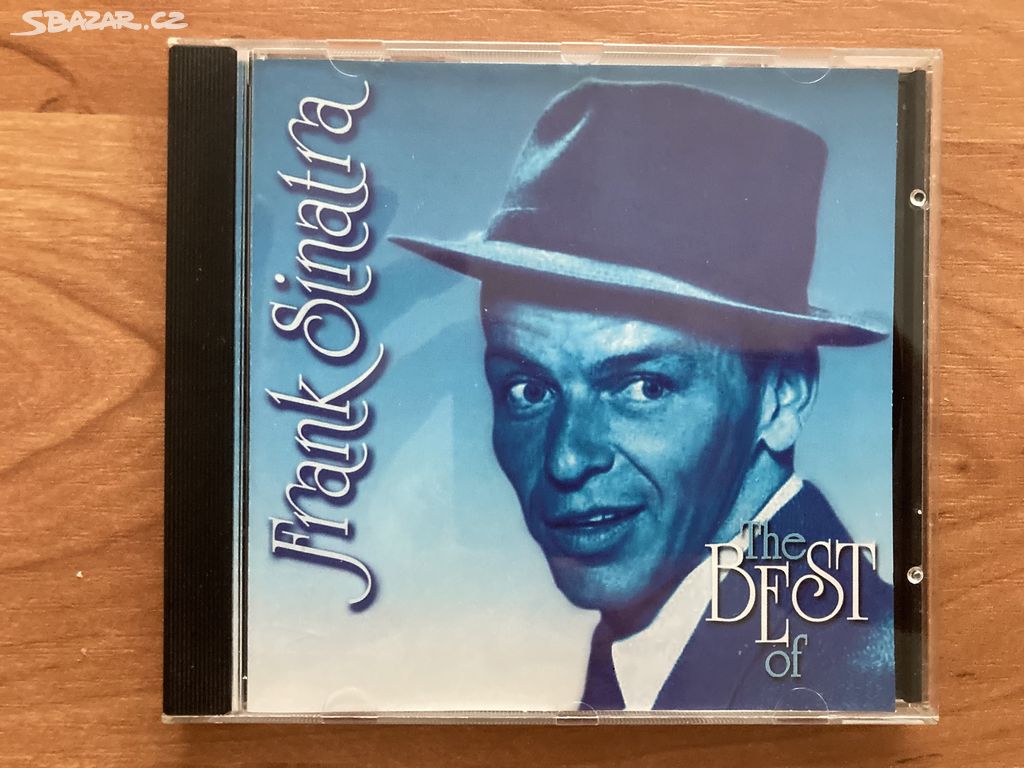 SBAZAR.CZ
Frank Sinatra
The
BEST
of